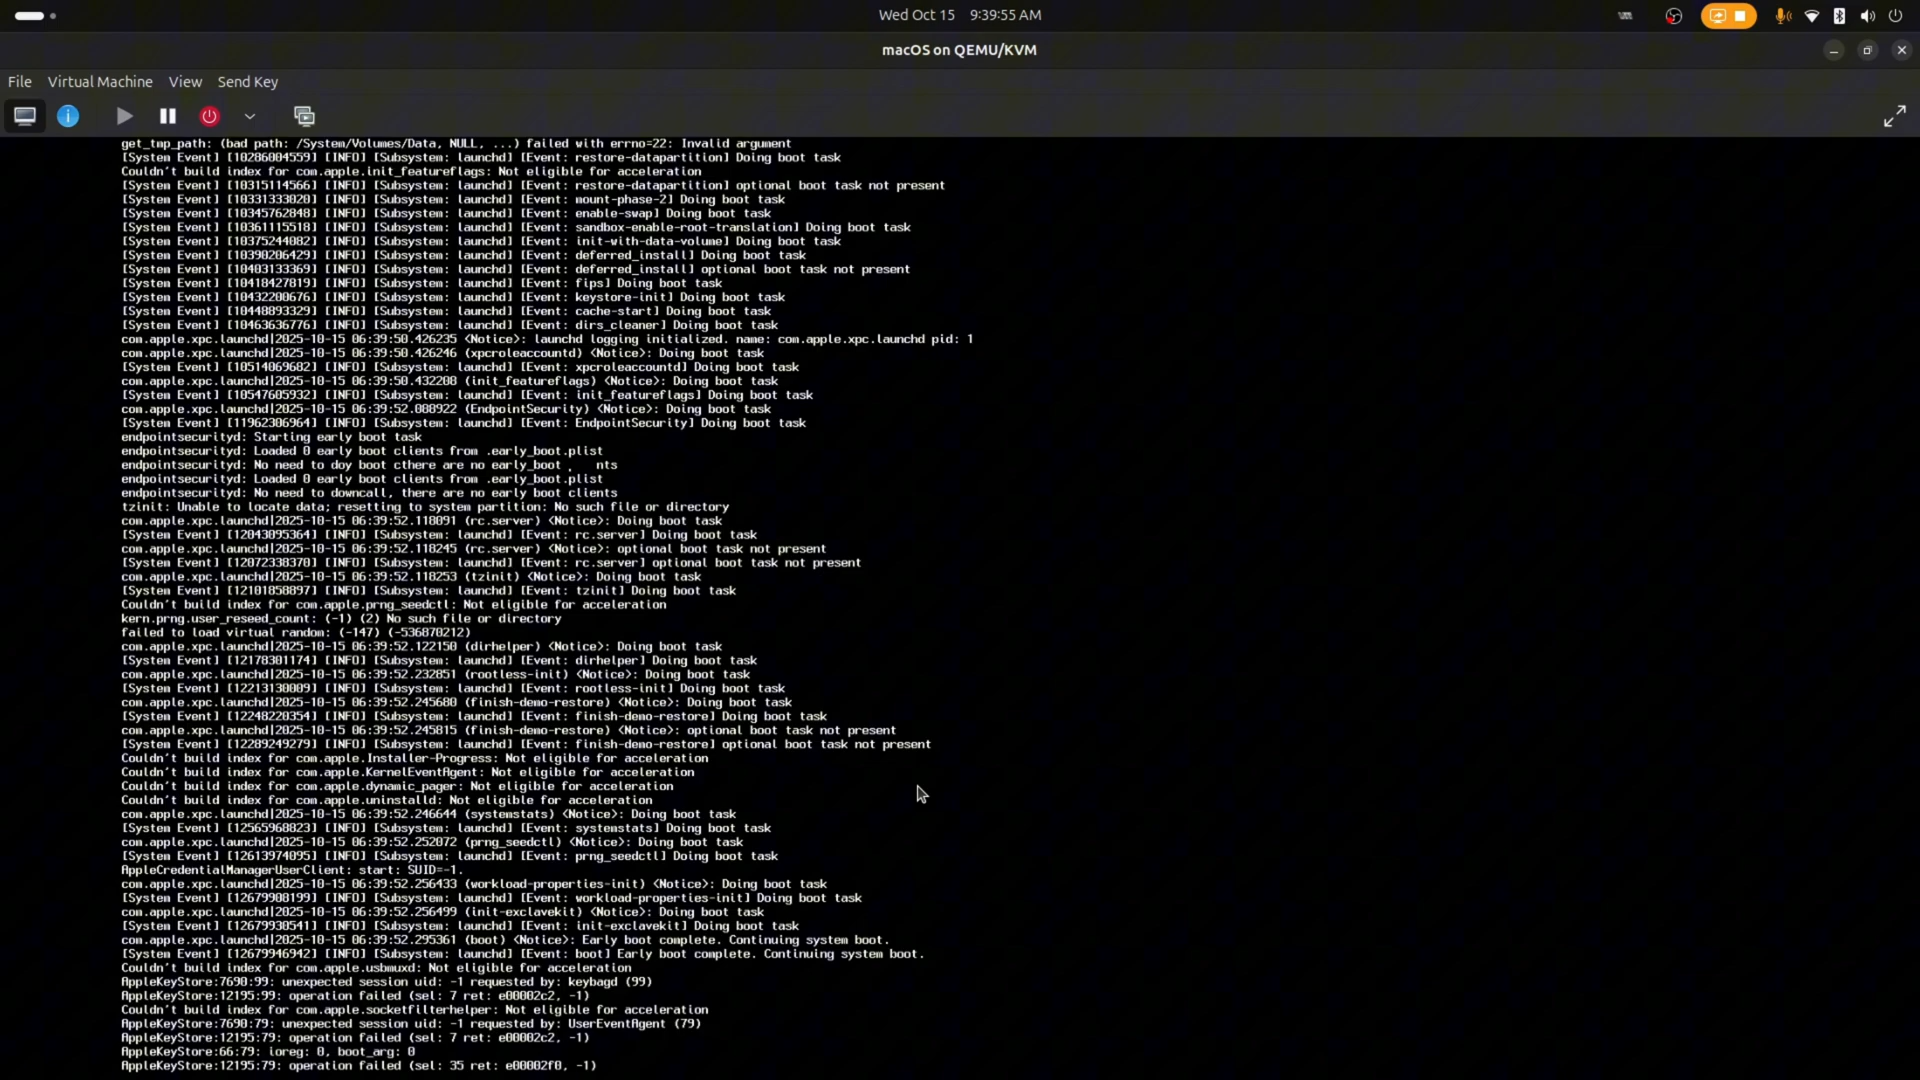 Wed Oct 15 9:39:55 AM
macOS on QEMU/KVM
File Virtual Machine View Send Key
get_tmp_path: (bad path: /System/Volumes/Data, NULL, ...) failed with errno=22: Invalid argument
[System Event] [10286004559] [INFO] [Subsystem: launchd] [Event: restore-datapartition] Doing boot task
Couldn't build index for com.apple.init_featureflags: Not eligible for acceleration
[System Event] [10315114566] [INFO] [Subsystem: launchd] [Event: restore-datapartition] optional boot task not present
[System Event] [10331333020] [INFO] [Subsystem: launchd] [Event: mount-phase-2] Doing boot task
[System Event] [10345762848] [INFO] [Subsystem: launchd] [Event: enable-swap] Doing boot task
[System Event] [10361115518] [INFO] [Subsystem: launchd] [Event: sandbox-enable-root-translation] Doing boot task
[System Event] [10375244082] [INFO] [Subsystem: launchd] [Event: init-with-data-volume] Doing boot task
[System Event] [10390206429] [INFO] [Subsystem: launchd] [Event: deferred_install] Doing boot task
[System Event] [10403133369] [INFO] [Subsystem: launchd] [Event: deferred_install] optional boot task not present
[System Event] [10418427819] [INFO] [Subsystem: launchd] [Event: fips] Doing boot task
[System Event] [10432200676] [INFO] [Subsystem: launchd] [Event: keystore-init] Doing boot task
[System Event] [10448893329] [INFO] [Subsystem: launchd] [Event: cache-start] Doing boot task
[System Event] [10463636776] [INFO] [Subsystem: launchd] [Event: dirs_cleaner] Doing boot task
com.apple.xpc.launchd|2025-10-15 06:39:50.426235 <Notice>: launchd logging initialized. name: com.apple.xpc.launchd pid: 1
com.apple.xpc.launchd|2025-10-15 06:39:50.426246 (xpcroleaccountd) <Notice>: Doing boot task
[System Event] [10514069682] [INFO] [Subsystem: launchd] [Event: xpcroleaccountd] Doing boot task
com.apple.xpc.launchd|2025-10-15 06:39:50.432208 (init_featureflags) <Notice>: Doing boot task
[System Event] [10547605932] [INFO] [Subsystem: launchd] [Event: init_featureflags] Doing boot task
com.apple.xpc.launchd|2025-10-15 06:39:52.088922 (EndpointSecurity) <Notice>: Doing boot task
[System Event] [11962306964] [INFO] [Subsystem: launchd] [Event: EndpointSecurity] Doing boot task
endpointsecurityd: Starting early boot task
endpointsecurityd: Loaded 0 early boot clients from .early_boot.plist
endpointsecurityd: No need to doy boot cthere are no early_boot . nts
endpointsecurityd: Loaded 0 early boot clients from .early_boot.plist
endpointsecurityd: No need to downcall, there are no early boot clients
tzinit: Unable to locate data; resetting to system partition: No such file or directory
com.apple.xpc.launchd|2025-10-15 06:39:52.118091 (rc.server) <Notice>: Doing boot task
[System Event] [12043095364] [INFO] [Subsystem: launchd] [Event: rc.server] Doing boot task
com.apple.xpc.launchd|2025-10-15 06:39:52.118245 (rc.server) <Notice>: optional boot task not present
[System Event] [12072338370] [INFO] [Subsystem: launchd] [Event: rc.server] optional boot task not present
com.apple.xpc.launchd|2025-10-15 06:39:52.118253 (tzinit) <Notice>: Doing boot task
[System Event] [12101858897] [INFO] [Subsystem: launchd] [Event: tzinit] Doing boot task
Couldn't build index for com.apple.prng_seedctl: Not eligible for acceleration
kern.prng.user_reseed_count: (-1) (2) No such file or directory
failed to load virtual random: (-147) (-536870212)
com.apple.xpc.launchd|2025-10-15 06:39:52.122150 (dirhelper) <Notice>: Doing boot task
[System Event] [12178301174] [INFO] [Subsystem: launchd] [Event: dirhelper] Doing boot task
com.apple.xpc.launchd|2025-10-15 06:39:52.232851 (rootless-init) <Notice>: Doing boot task
[System Event] [12213130009] [INFO] [Subsystem: launchd] [Event: rootless-init] Doing boot task
com.apple.xpc.launchd|2025-10-15 06:39:52.245680 (finish-demo-restore) <Notice>: Doing boot task
[System Event] [12248220354] [INFO] [Subsystem: launchd] [Event: finish-demo-restore] Doing boot task
com.apple.xpc.launchd|2025-10-15 06:39:52.245815 (finish-demo-restore) <Notice>: optional boot task not present
[System Event] [12289249279] [INFO] [Subsystem: launchd] [Event: finish-demo-restore] optional boot task not present
Couldn't build index for com.apple.Installer-Progress: Not eligible for acceleration
Couldn't build index for com.apple.KernelEventAgent: Not eligible for acceleration
Couldn't build index for com.apple.dynamic_pager: Not eligible for acceleration
Couldn't build index for com.apple.uninstalld: Not eligible for acceleration
com.apple.xpc.launchd|2025-10-15 06:39:52.246644 (systemstats) <Notice>: Doing boot task
[System Event] [12565968823] [INFO] [Subsystem: launchd] [Event: systemstats] Doing boot task
com.apple.xpc.launchd|2025-10-15 06:39:52.252072 (prng_seedctl) <Notice>: Doing boot task
[System Event] [12613974095] [INFO] [Subsystem: launchd] [Event: prng_seedctl] Doing boot task
AppleCredentialManagerUserClient: start: SUID=-1.
com.apple.xpc.launchd|2025-10-15 06:39:52.256433 (workload-properties-init) <Notice>: Doing boot task
[System Event] [12679908199] [INFO] [Subsystem: launchd] [Event: workload-properties-init] Doing boot task
com.apple.xpc.launchd|2025-10-15 06:39:52.256499 (init-exclavekit) <Notice>: Doing boot task
[System Event] [12679930541] [INFO] [Subsystem: launchd] [Event: init-exclavekit] Doing boot task
com.apple.xpc.launchd|2025-10-15 06:39:52.295361 (boot) <Notice>: Early boot complete. Continuing system boot.
[System Event] [12679946942] [INFO] [Subsystem: launchd] [Event: boot] Early boot complete. Continuing system boot.
Couldn't build index for com.apple.usbmuxd: Not eligible for acceleration
AppleKeyStore:7690:99: unexpected session uid: -1 requested by: keybagd (99)
AppleKeyStore:12195:99: operation failed (sel: 7 ret: e00002c2, -1)
Couldn't build index for com.apple.socketfilterhelper: Not eligible for acceleration
AppleKeyStore:7690:79: unexpected session uid: -1 requested by: UserEventAgent (79)
AppleKeyStore:12195:79: operation failed (sel: 7 ret: e00002c2, -1)
AppleKeyStore:66:79: ioreg: 0, boot_arg: 0
AppleKeyStore:12195:79: operation failed (sel: 35 ret: e00002f0, -1)